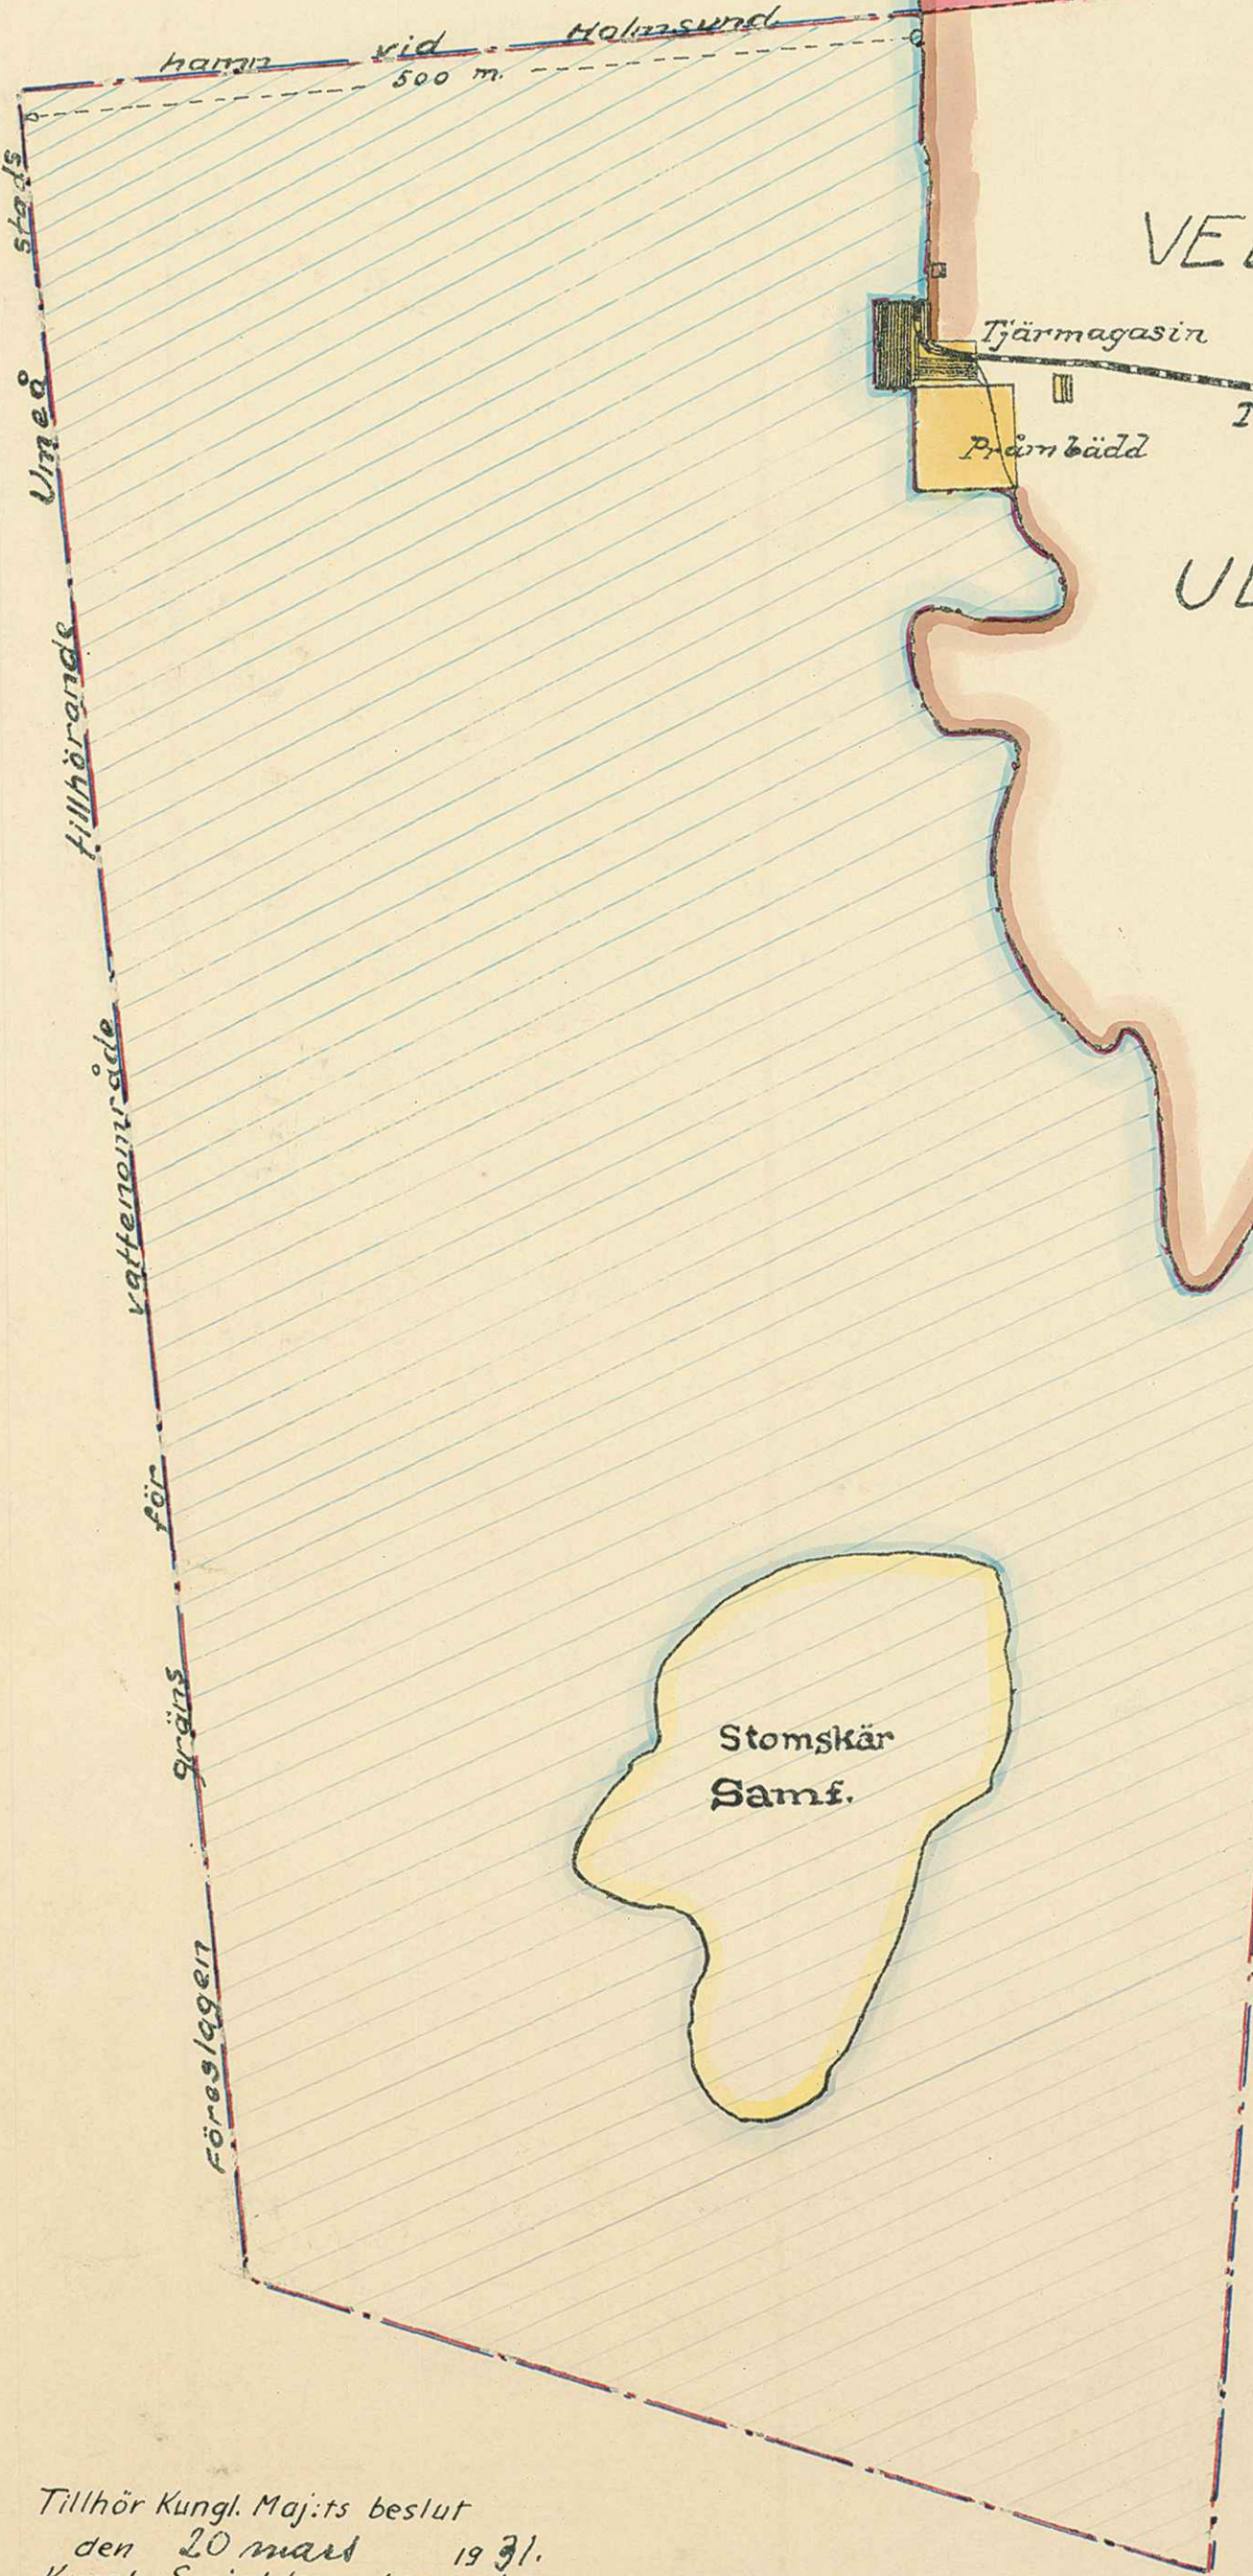 hamn vid Holmsund
500 m.
Föreslagen gräns för vattenområde tillhörande Umeå stads
VE
Tjärmagasin
Pråmbädd
UL
Stomskär
Samf.
Tillhör Kungl. Maj:ts beslut
den 20 mars 1931.